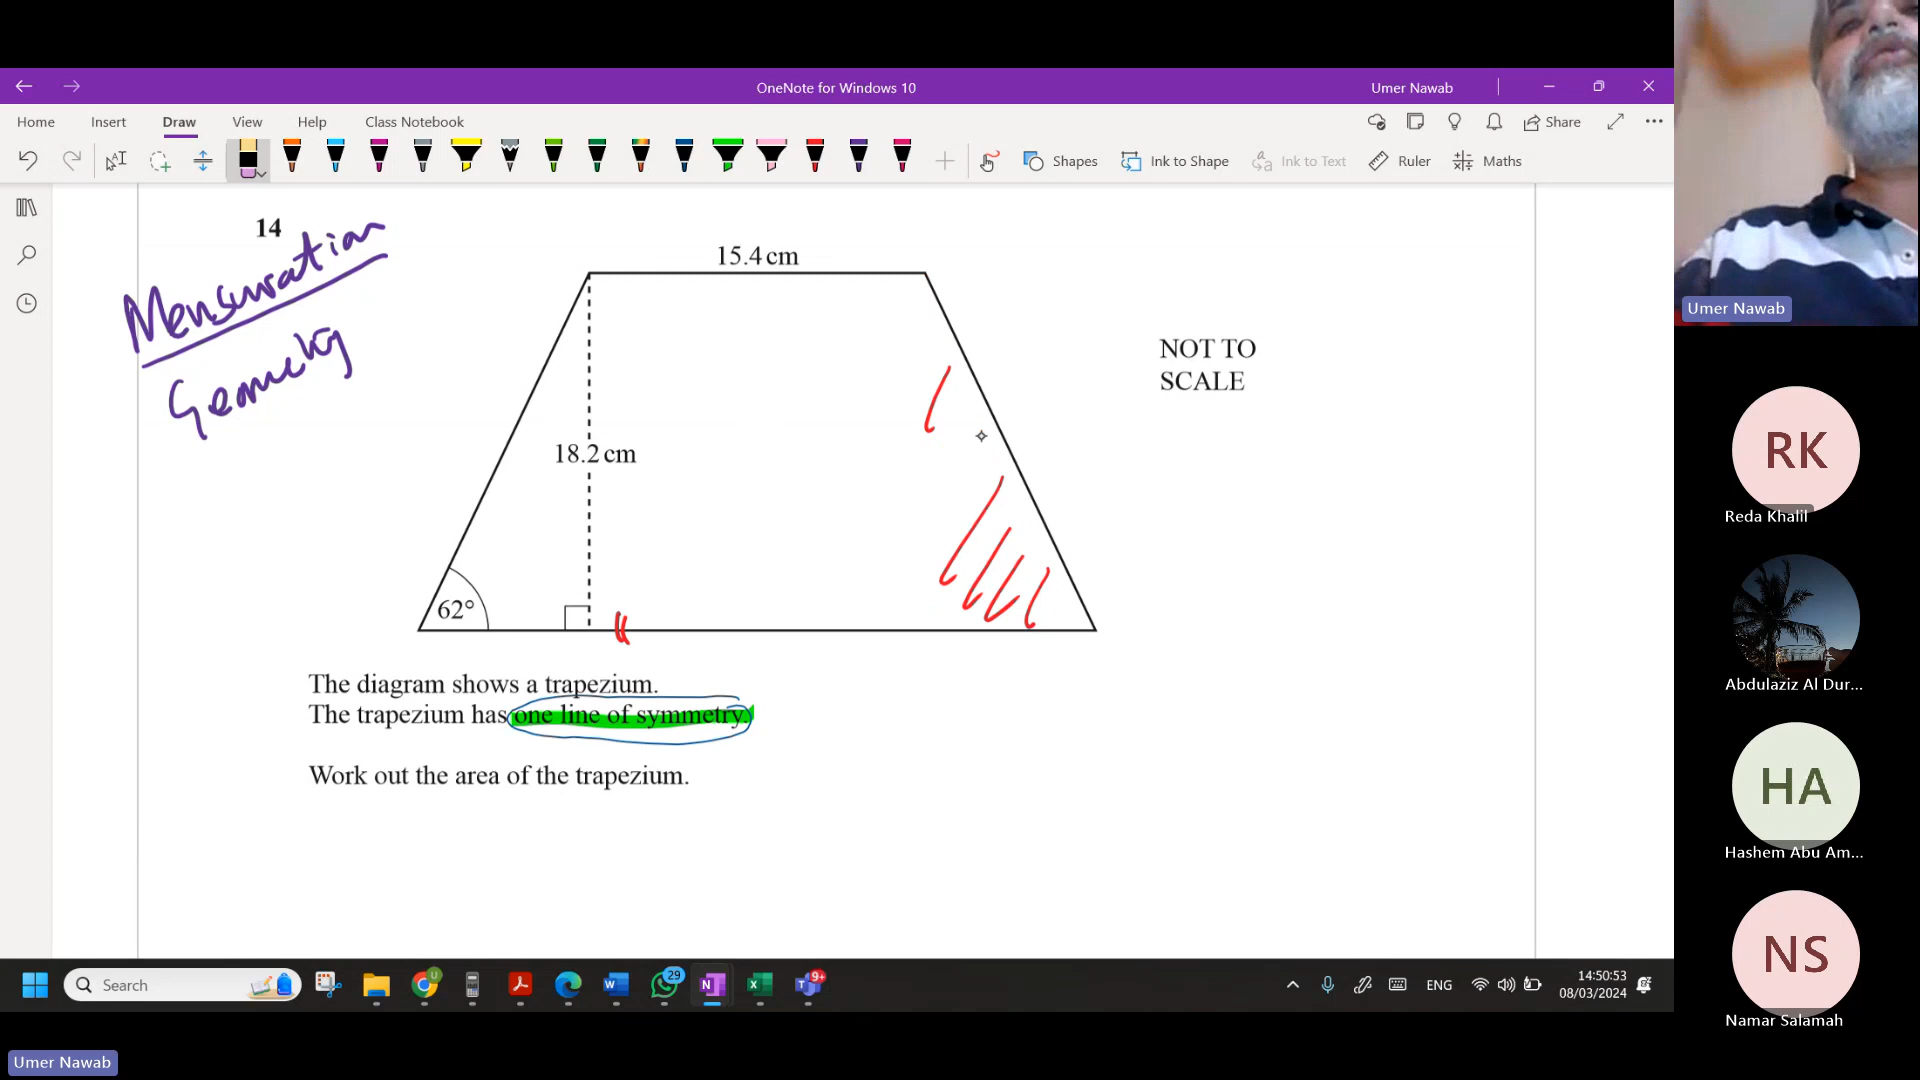 OneNote for Windows 10
Umer Nawab
Home
Insert
Draw
View
Help
Class Notebook
Share
Shapes
Ink to Shape
Ink to Text
Ruler
Maths
14
Mensuration
Geometry
15.4 cm
18.2 cm
62°
NOT TO
SCALE
The diagram shows a trapezium.
The trapezium has one line of symmetry.
Work out the area of the trapezium.
Umer Nawab
RK
Reda Khalil
Abdulaziz Al Dur...
HA
Hashem Abu Am...
NS
Namar Salamah
Search
U
W
29
N
X
T
9+
ENG
14:50:53
08/03/2024
Umer Nawab